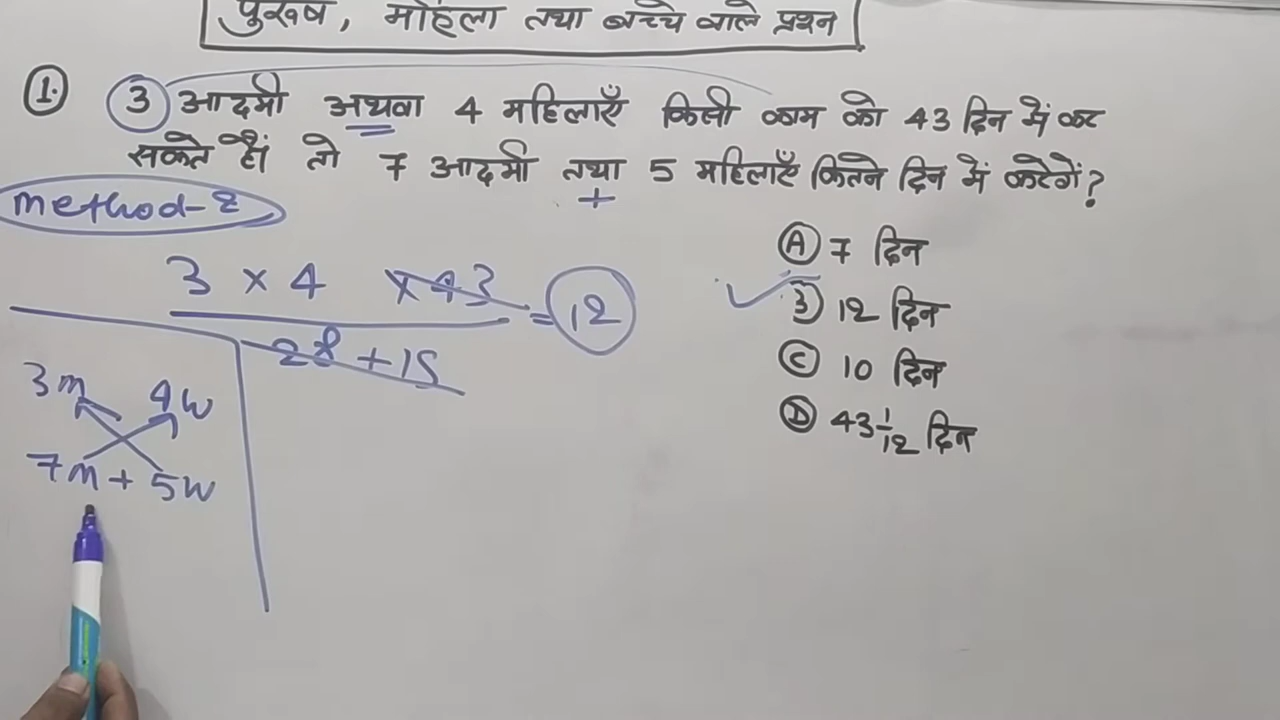 पुरुष, महिला तथा बच्चे वाले प्रश्न
1. 3 आदमी अथवा 4 महिलाएँ किसी काम को 43 दिन में कर
सकते हैं तो 7 आदमी तथा 5 महिलाएँ कितने दिन में करेगें?
+
method-2
3 × 4 × 43 = 12
28 + 15
3m 4w
7m + 5w
(A) 7 दिन
(B) 12 दिन
(C) 10 दिन
(D) 43 1/12 दिन